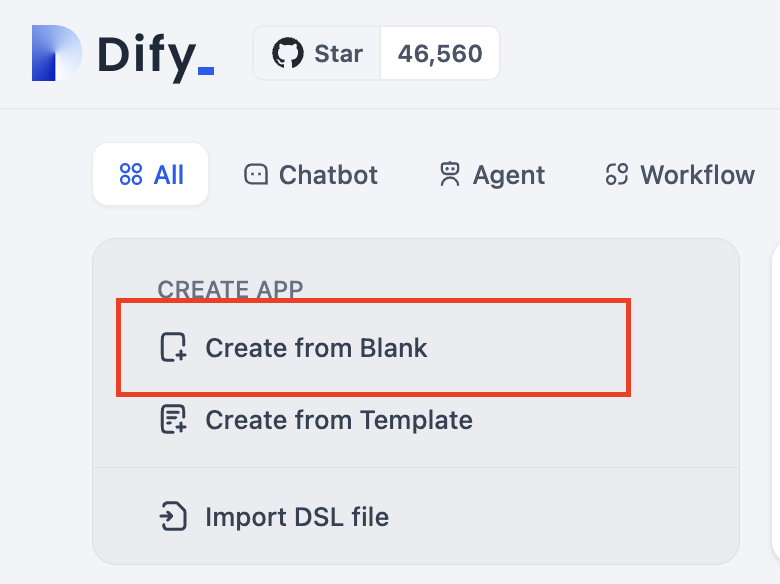 Dify_
Star 46,560
All Chatbot Agent Workflow
CREATE APP
Create from Blank
Create from Template
Import DSL file